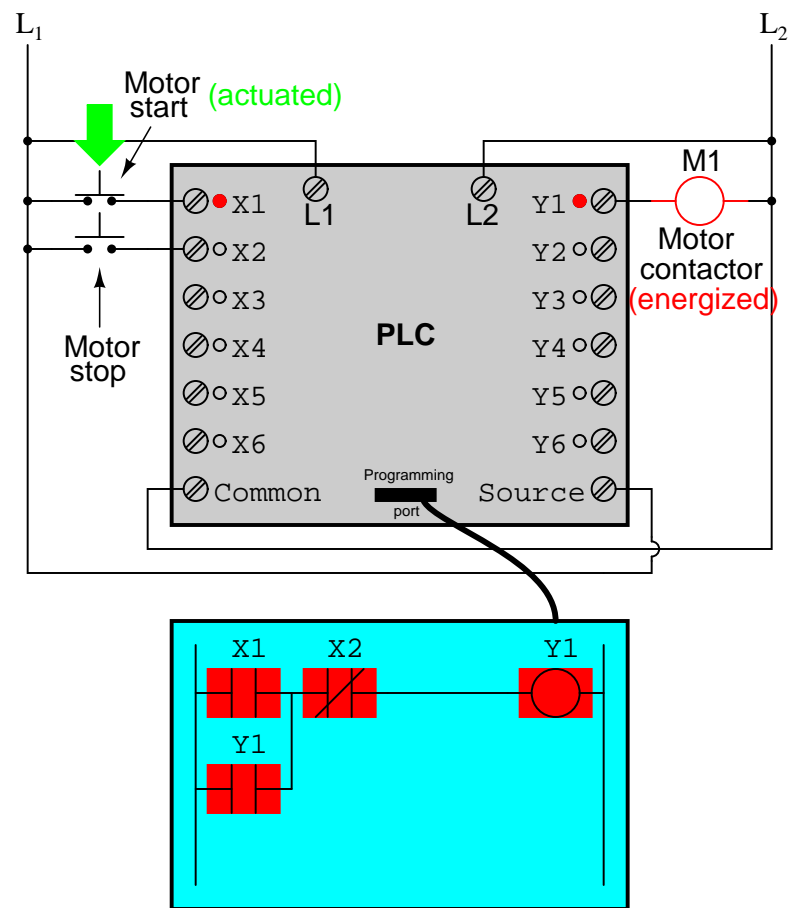 L1 L2
Motor
start (actuated)
M1
X1 L1 L2 Y1
X2 Y2
Motor
contactor
(energized)
X3 Y3
Motor
stop
X4 PLC Y4
X5 Y5
X6 Y6
Programming
port
Common Source
X1 X2 Y1
Y1